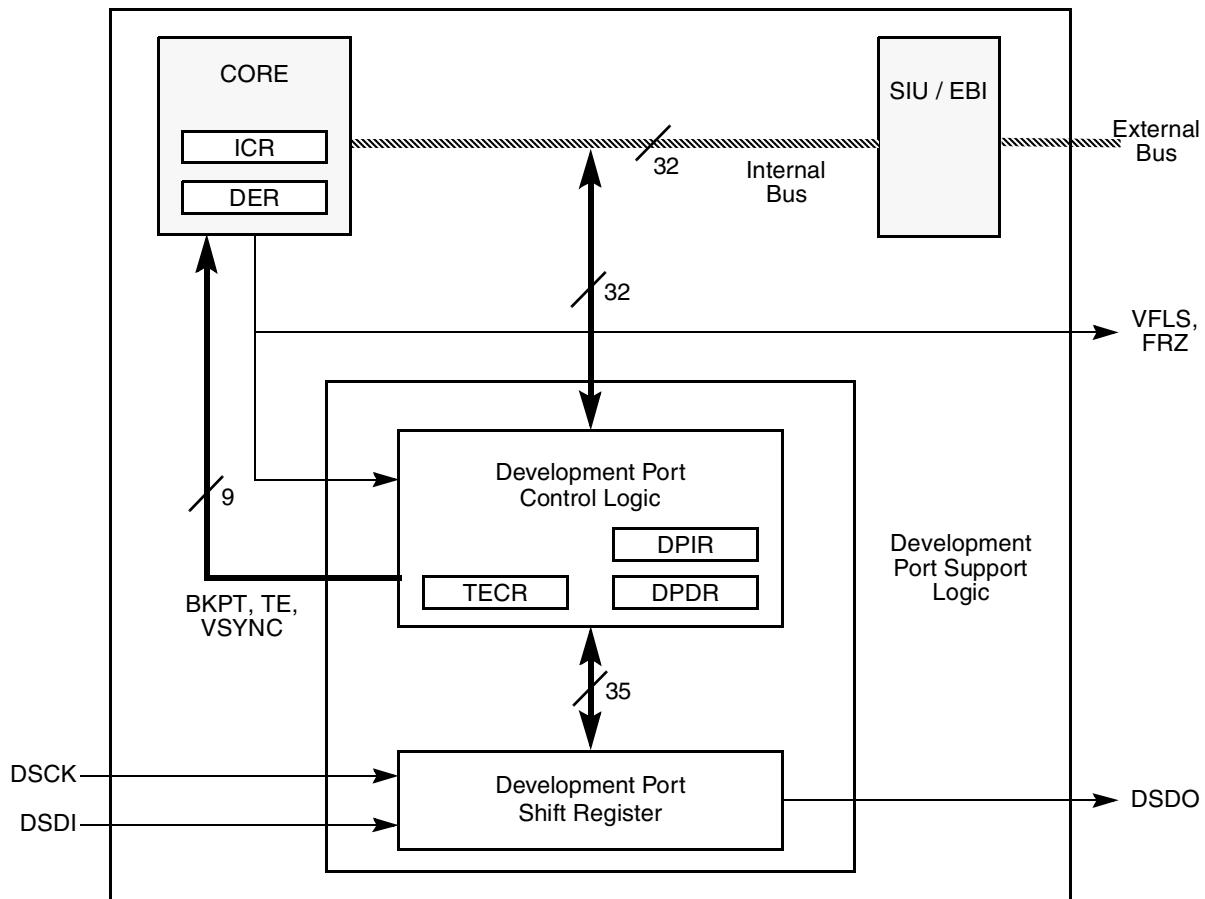 CORE
ICR
DER
SIU / EBI
External
Bus
32
Internal
Bus
32
VFLS,
FRZ
9
Development Port
Control Logic
DPIR
TECR
DPDR
Development
Port Support
Logic
BKPT, TE,
VSYNC
35
DSCK
DSDI
Development Port
Shift Register
DSDO